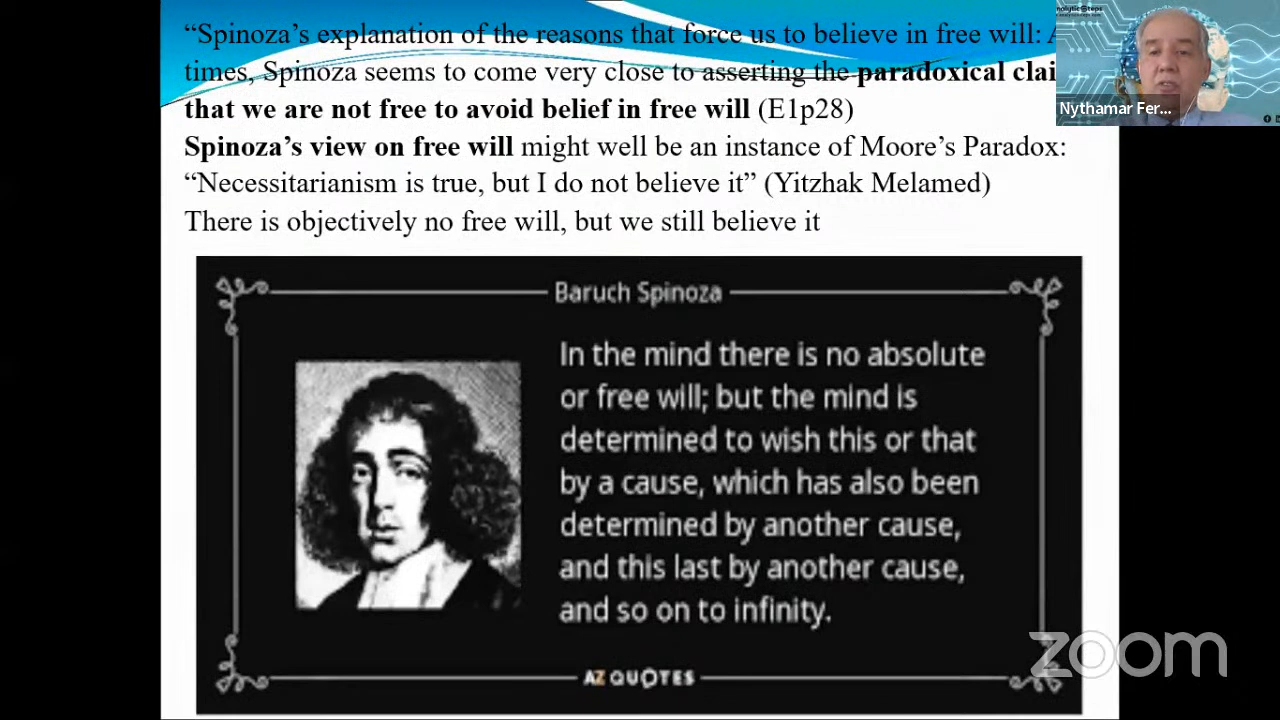 “Spinoza’s explanation of the reasons that force us to believe in free will:
times, Spinoza seems to come very close to asserting the paradoxical clai
that we are not free to avoid belief in free will (E1p28)
Spinoza’s view on free will might well be an instance of Moore’s Paradox:
“Necessitarianism is true, but I do not believe it” (Yitzhak Melamed)
There is objectively no free will, but we still believe it
Nythamar Fer...
Baruch Spinoza
In the mind there is no absolute
or free will; but the mind is
determined to wish this or that
by a cause, which has also been
determined by another cause,
and this last by another cause,
and so on to infinity.
AZ QUOTES
zoom